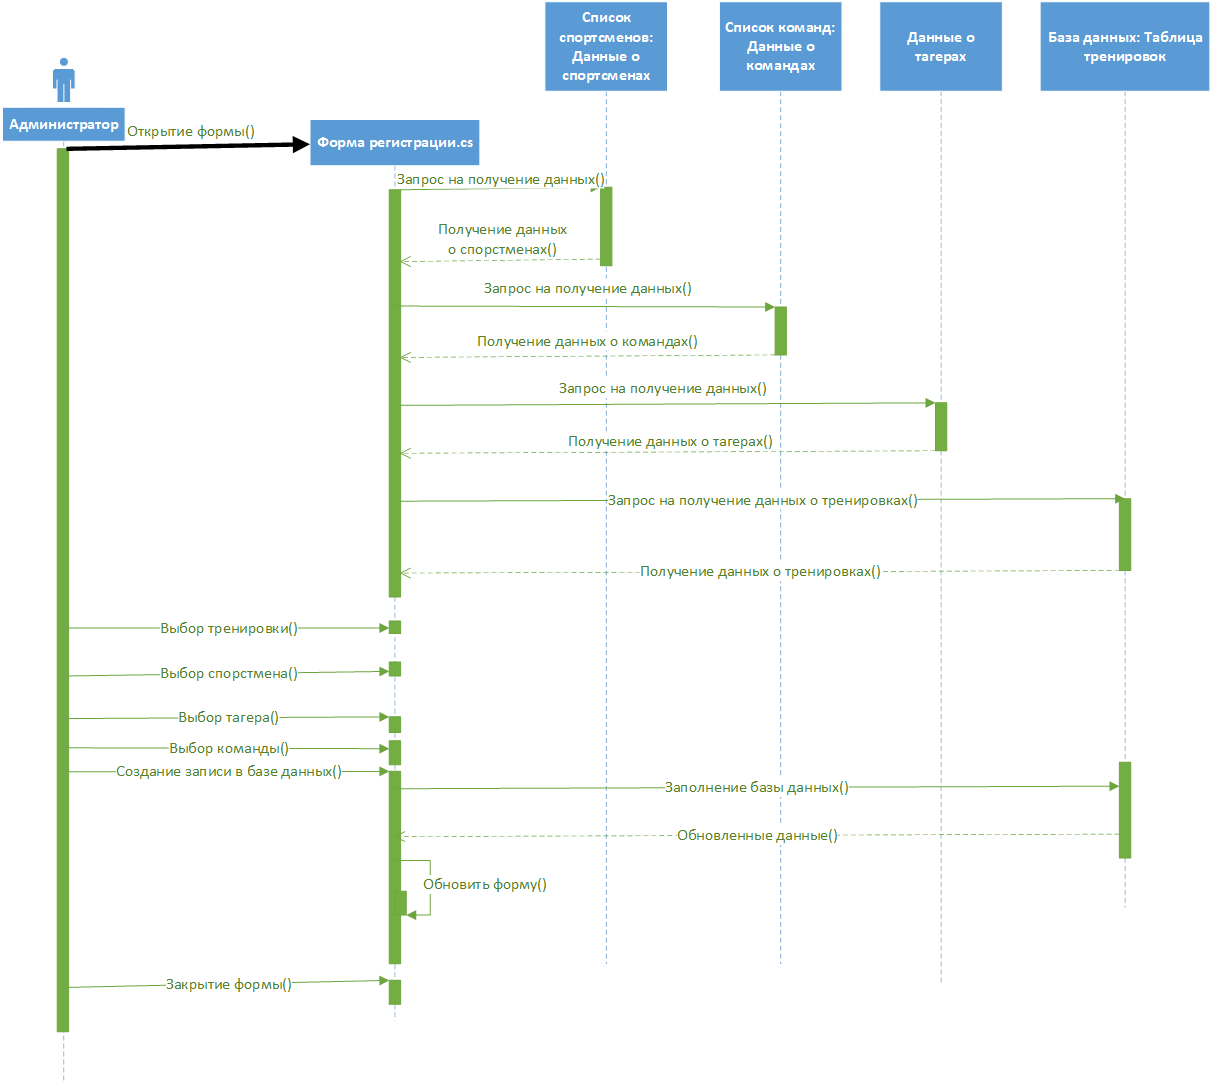 Список
спортсменов:
Данные о
спортсменах
Список команд:
Данные о
командах
Данные о
тагерах
База данных: Таблица
тренировок
Администратор
Открытие формы()
Форма регистрации.cs
Запрос на получение данных()
Получение данных
о спорстменах()
Запрос на получение данных()
Получение данных о командах()
Запрос на получение данных()
Получение данных о тагерах()
Запрос на получение данных о тренировках()
Получение данных о тренировках()
Выбор тренировки()
Выбор спорстмена()
Выбор тагера()
Выбор команды()
Создание записи в базе данных()
Заполнение базы данных()
Обновленные данные()
Обновить форму()
Закрытие формы()